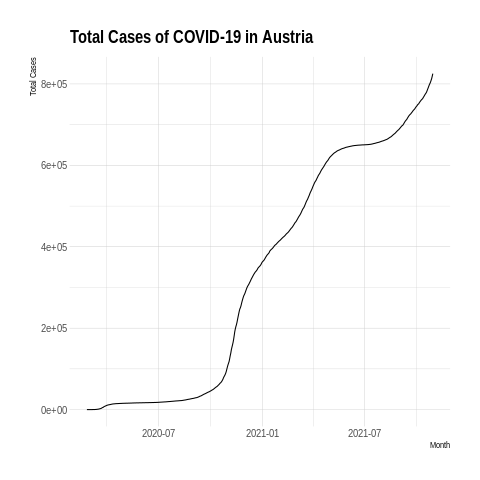 Total Cases of COVID-19 in Austria
Total Cases
8e+05
6e+05
4e+05
2e+05
0e+00
2020-07 2021-01 2021-07
Month